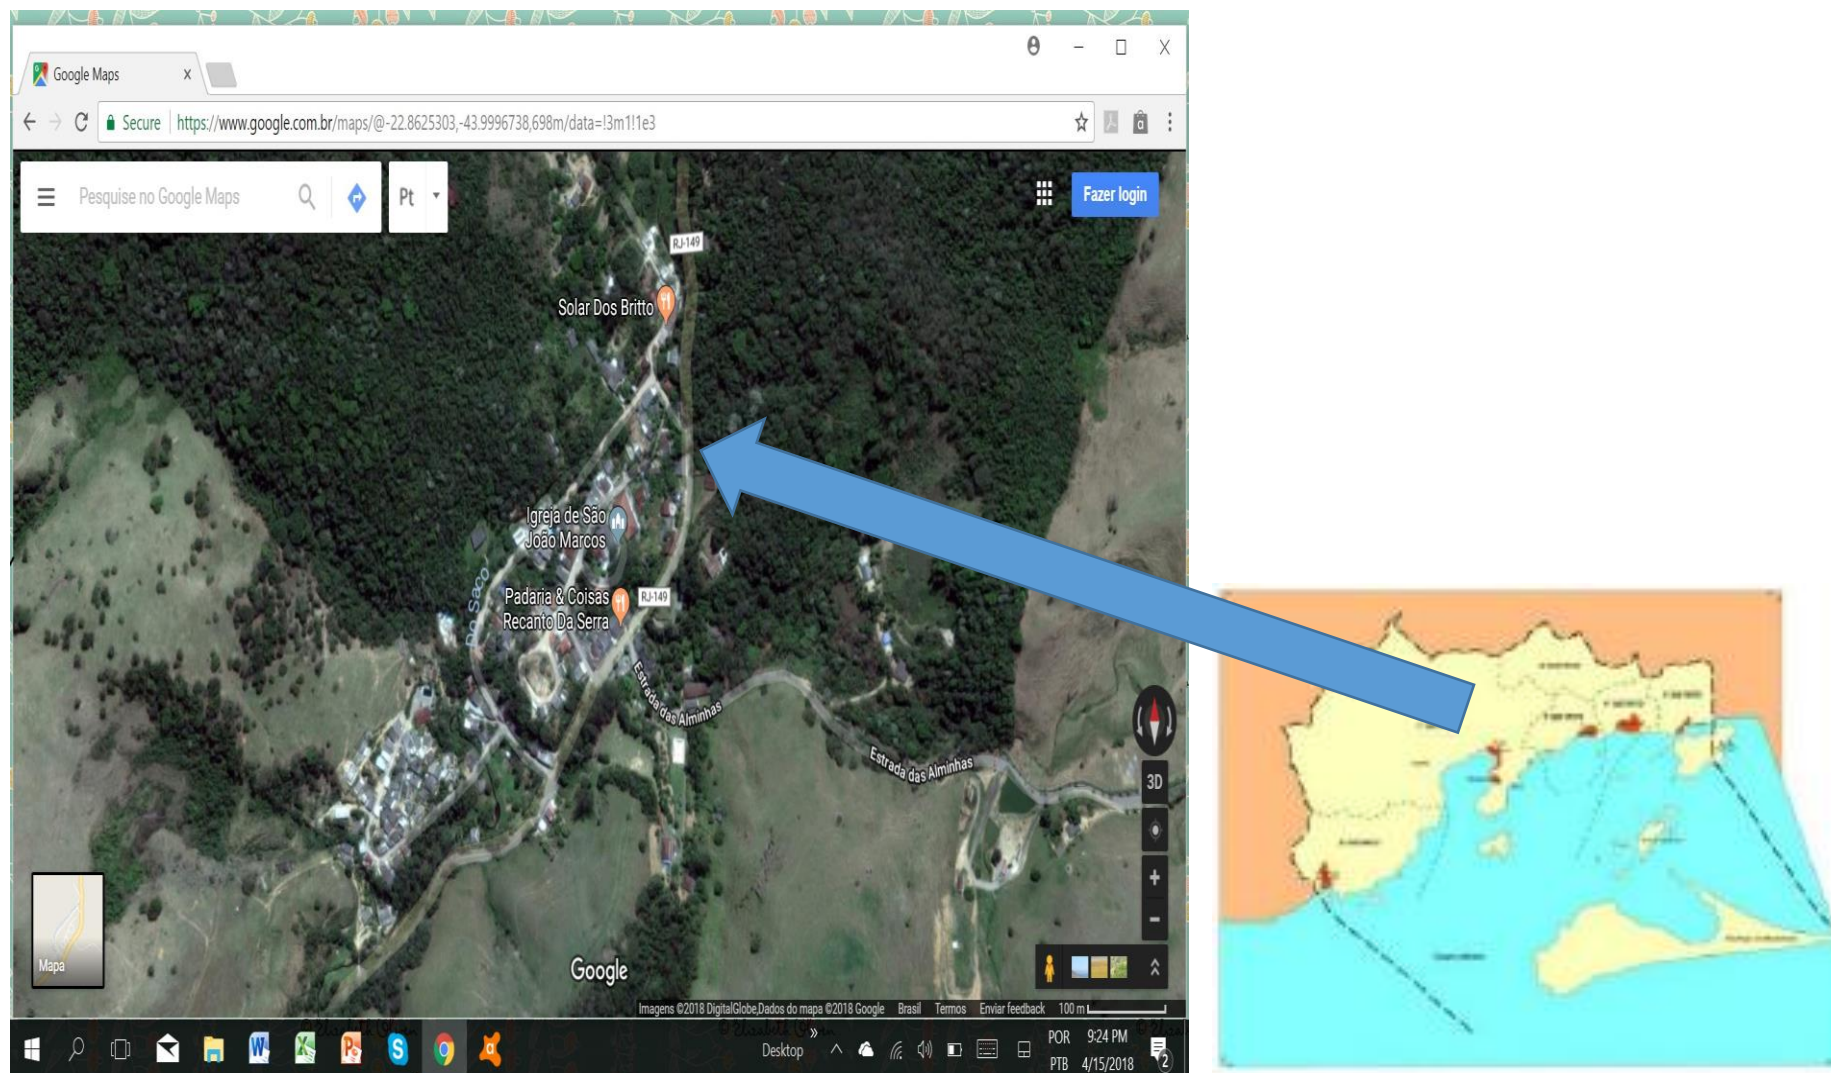 Google Maps
Secure
https://www.google.com.br/maps/@-22.8625303,-43.9996738,698m/data=!3m1!1e3
Pesquise no Google Maps
Pt
Fazer login
RJ-149
Solar Dos Britto
Igreja de São
João Marcos
Do Saco
Padaria & Coisas
Recanto Da Serra
RJ-149
Estrada das Alminhas
Estrada das Alminhas
3D
Mapa
Google
Imagens ©2018 DigitalGlobe,Dados do mapa ©2018 Google Brasil Termos Enviar feedback 100 m
Desktop
POR 9:24 PM
PTB 4/15/2018
2